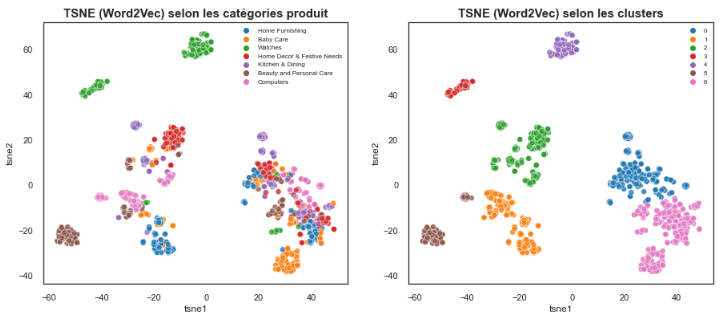 TSNE (Word2Vec) selon les catégories produit
Home Furnishing
Baby Care
Watches
Home Decor & Festive Needs
Kitchen & Dining
Beauty and Personal Care
Computers
60
40
20
0
−20
−40
tsne2
−60
−40
−20
0
20
40
tsne1
TSNE (Word2Vec) selon les clusters
0
1
2
3
4
5
6
60
40
20
0
−20
−40
tsne2
−60
−40
−20
0
20
40
tsne1